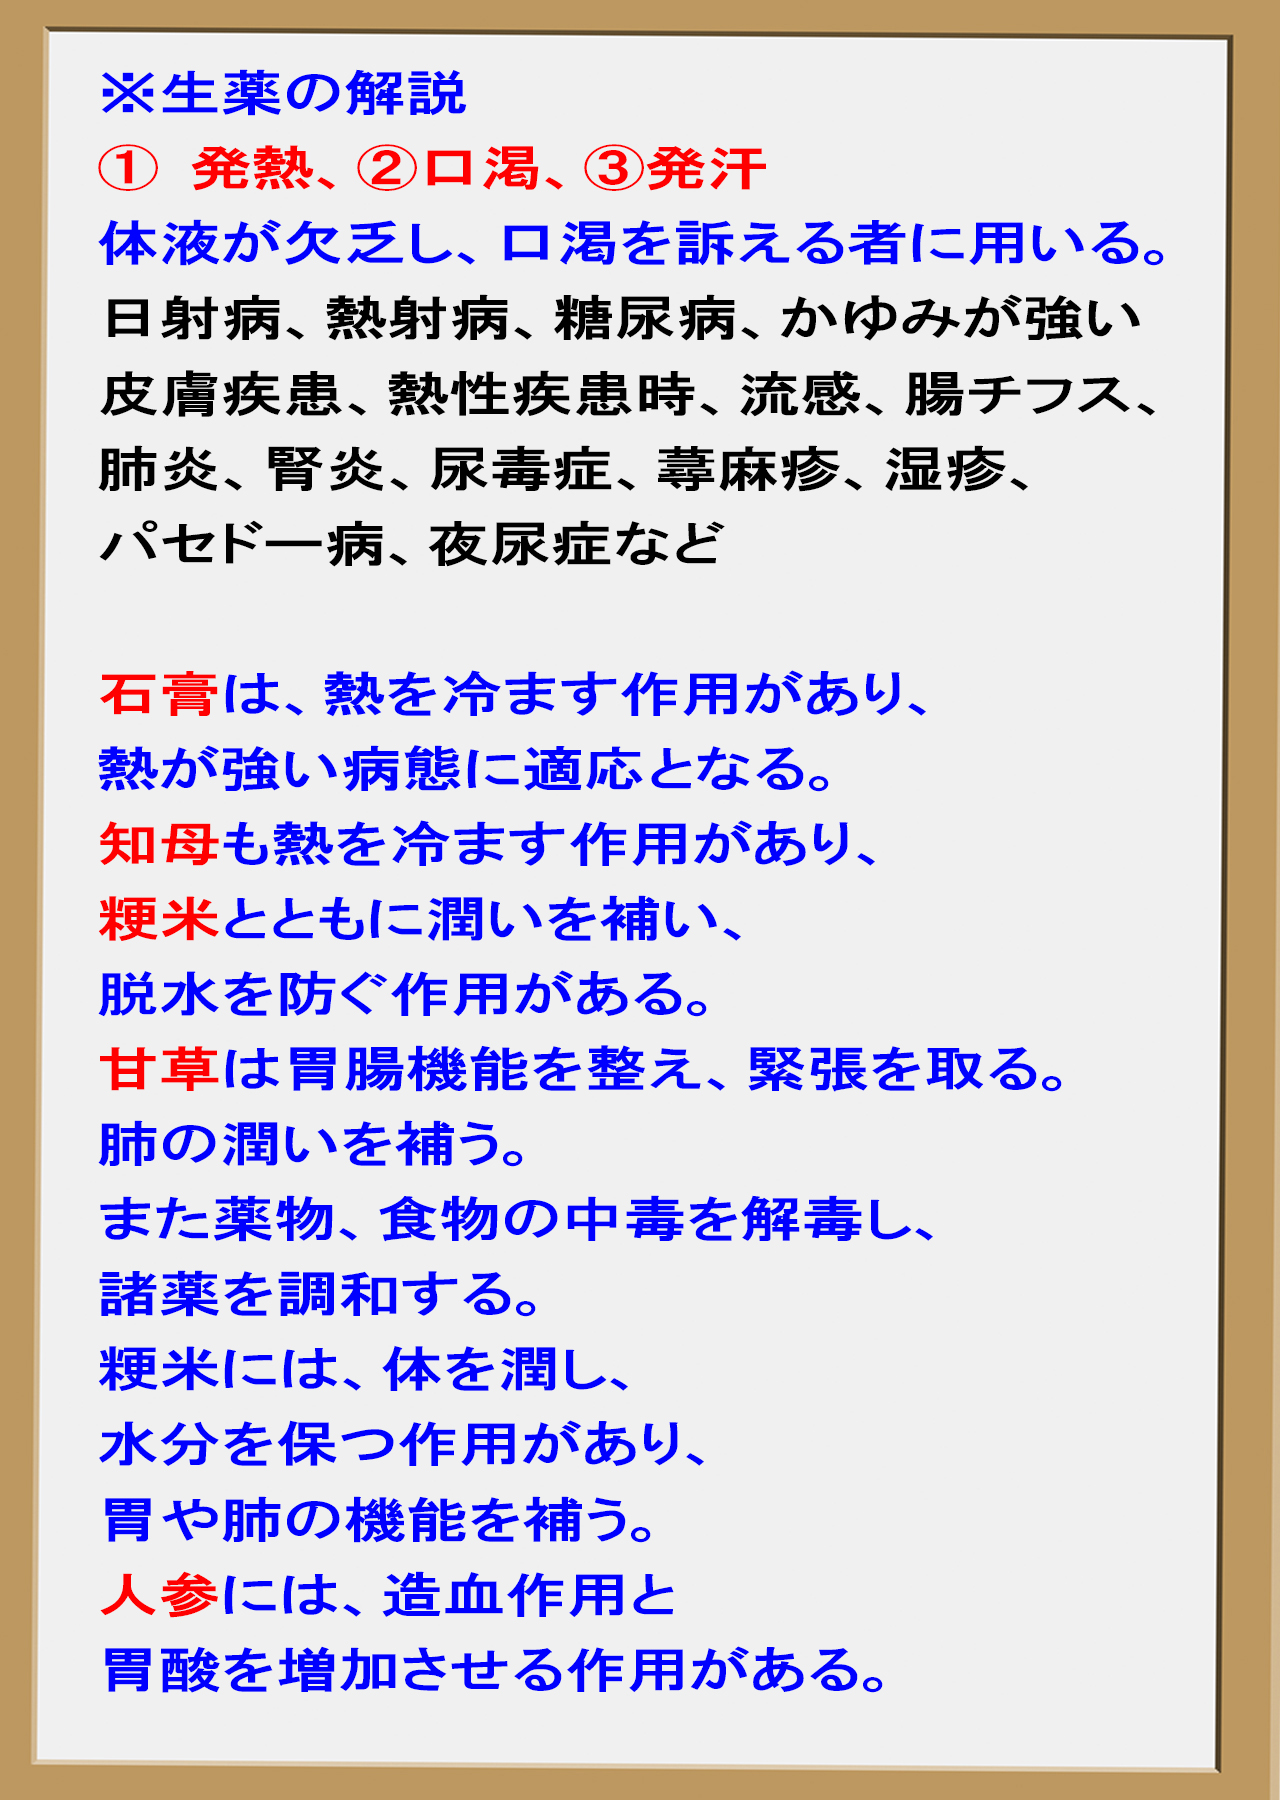 ※生薬の解説
① 発熱、②口渇、③発汗
体液が欠乏し、口渇を訴える者に用いる。
日射病、熱射病、糖尿病、かゆみが強い
皮膚疾患、熱性疾患時、流感、腸チフス、
肺炎、腎炎、尿毒症、蕁麻疹、湿疹、
パセドー病、夜尿症など
石膏は、熱を冷ます作用があり、
熱が強い病態に適応となる。
知母も熱を冷ます作用があり、
粳米とともに潤いを補い、
脱水を防ぐ作用がある。
甘草は胃腸機能を整え、緊張を取る。
肺の潤いを補う。
また薬物、食物の中毒を解毒し、
諸薬を調和する。
粳米には、体を潤し、
水分を保つ作用があり、
胃や肺の機能を補う。
人参には、造血作用と
胃酸を増加させる作用がある。